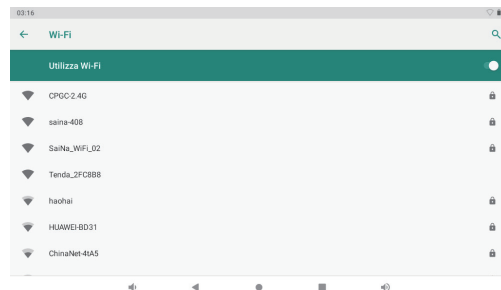 03:16
Wi-Fi
Utilizza Wi-Fi
CPGC-2.4G
saina-408
SaiNa_WiFi_02
Tenda_2FC8B8
haohai
HUAWEI-BD31
ChinaNet-4tA5